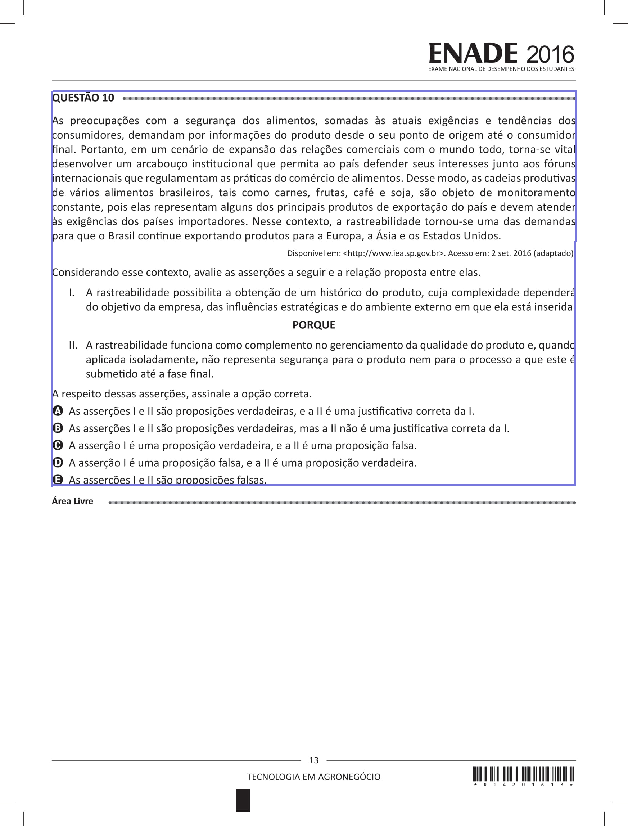 ENADE 2016
EXAME NACIONAL DE DESEMPENHO DOS ESTUDANTES
QUESTÃO 10
As preocupações com a segurança dos alimentos, somadas às atuais exigências e tendências dos
consumidores, demandam por informações do produto desde o seu ponto de origem até o consumidor
final. Portanto, em um cenário de expansão das relações comerciais com o mundo todo, torna-se vital
desenvolver um arcabouço institucional que permita ao país defender seus interesses junto aos fóruns
internacionais que regulamentam as práticas do comércio de alimentos. Desse modo, as cadeias produtivas
de vários alimentos brasileiros, tais como carnes, frutas, café e soja, são objeto de monitoramento
constante, pois elas representam alguns dos principais produtos de exportação do país e devem atender
às exigências dos países importadores. Nesse contexto, a rastreabilidade tornou-se uma das demandas
para que o Brasil continue exportando produtos para a Europa, a Ásia e os Estados Unidos.
Disponível em: <http://www.iea.sp.gov.br>. Acesso em: 2 set. 2016 (adaptado)
Considerando esse contexto, avalie as asserções a seguir e a relação proposta entre elas.
I. A rastreabilidade possibilita a obtenção de um histórico do produto, cuja complexidade dependerá
do objetivo da empresa, das influências estratégicas e do ambiente externo em que ela está inserida
PORQUE
II. A rastreabilidade funciona como complemento no gerenciamento da qualidade do produto e, quando
aplicada isoladamente, não representa segurança para o produto nem para o processo a que este é
submetido até a fase final.
A respeito dessas asserções, assinale a opção correta.
A As asserções I e II são proposições verdadeiras, e a II é uma justificativa correta da I.
B As asserções I e II são proposições verdadeiras, mas a II não é uma justificativa correta da I.
C A asserção I é uma proposição verdadeira, e a II é uma proposição falsa.
D A asserção I é uma proposição falsa, e a II é uma proposição verdadeira.
E As asserções I e II são proposições falsas.
Área Livre
13
TECNOLOGIA EM AGRONEGÓCIO